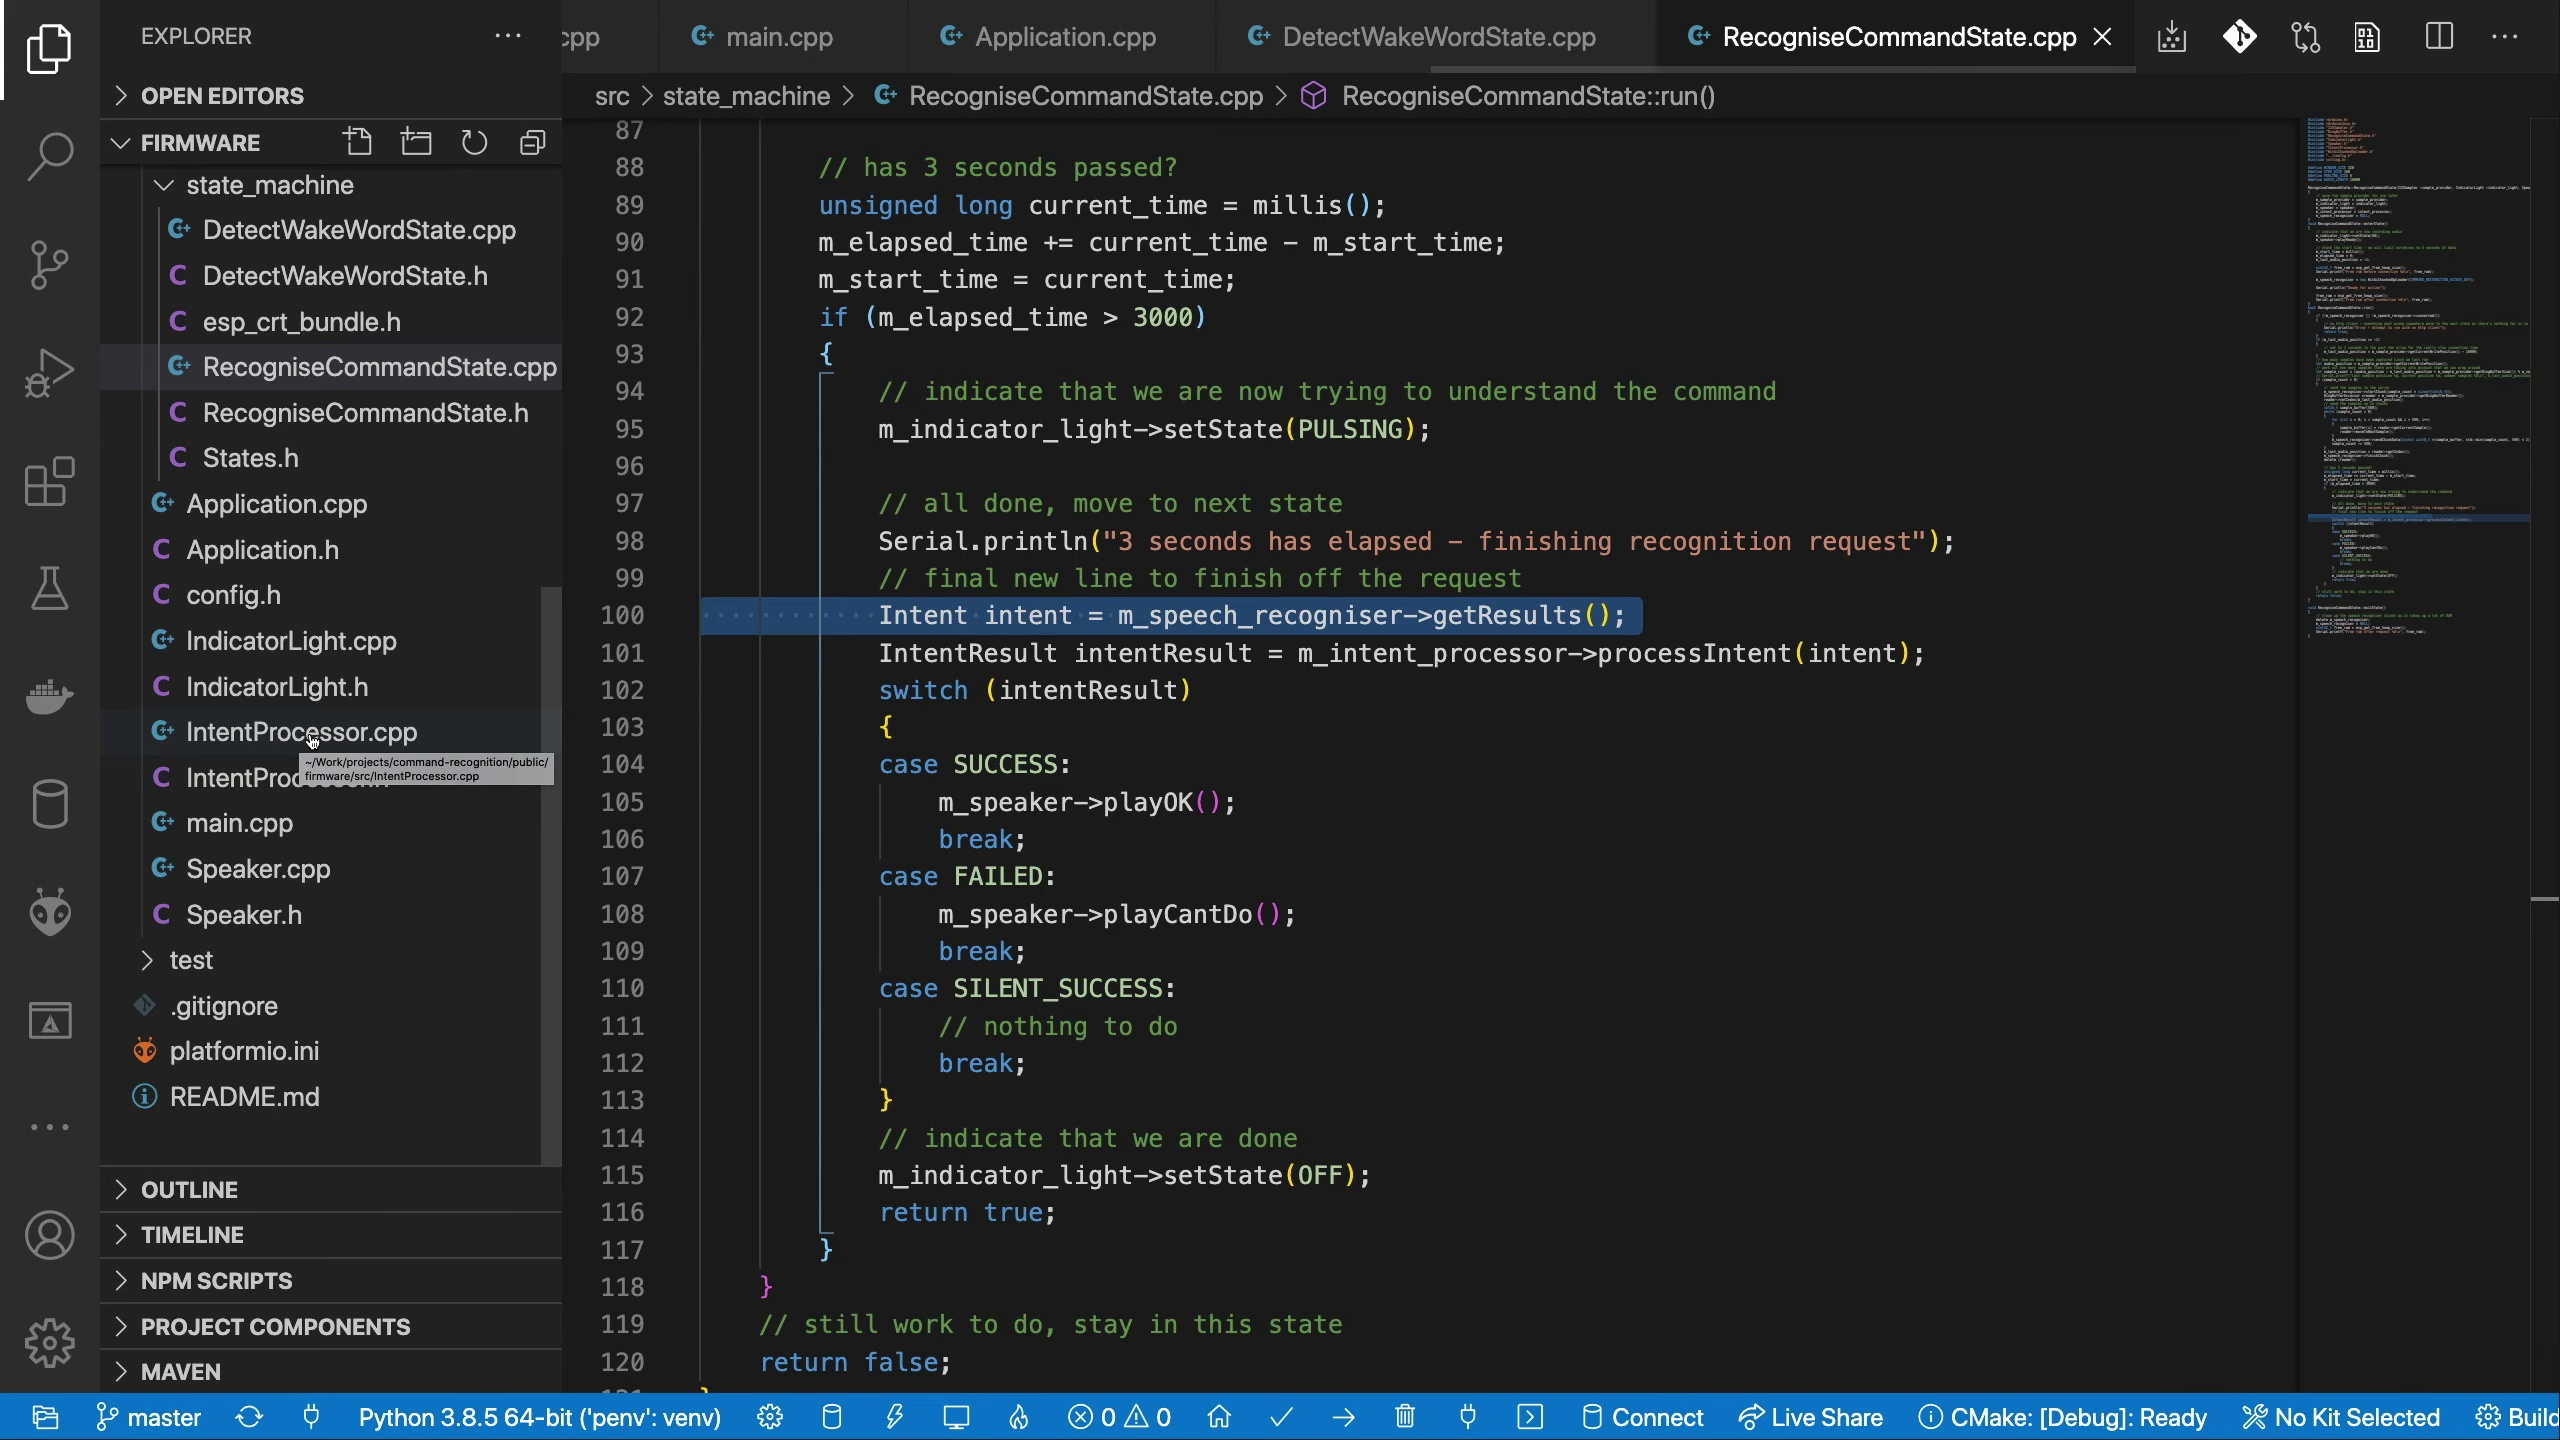 EXPLORER
cpp
main.cpp
Application.cpp
DetectWakeWordState.cpp
RecogniseCommandState.cpp
OPEN EDITORS
src > state_machine > RecogniseCommandState.cpp > RecogniseCommandState::run()
FIRMWARE
state_machine
DetectWakeWordState.cpp
DetectWakeWordState.h
esp_crt_bundle.h
RecogniseCommandState.cpp
RecogniseCommandState.h
States.h
Application.cpp
Application.h
config.h
IndicatorLight.cpp
IndicatorLight.h
IntentProcessor.cpp
~/Work/projects/command-recognition/public/
firmware/src/IntentProcessor.cpp
main.cpp
Speaker.cpp
Speaker.h
test
.gitignore
platformio.ini
README.md
OUTLINE
TIMELINE
NPM SCRIPTS
PROJECT COMPONENTS
MAVEN
87
88 // has 3 seconds passed?
89 unsigned long current_time = millis();
90 m_elapsed_time += current_time - m_start_time;
91 m_start_time = current_time;
92 if (m_elapsed_time > 3000)
93 {
94 // indicate that we are now trying to understand the command
95 m_indicator_light->setState(PULSING);
96
97 // all done, move to next state
98 Serial.println("3 seconds has elapsed - finishing recognition request");
99 // final new line to finish off the request
100 Intent intent = m_speech_recogniser->getResults();
101 IntentResult intentResult = m_intent_processor->processIntent(intent);
102 switch (intentResult)
103 {
104 case SUCCESS:
105 m_speaker->playOK();
106 break;
107 case FAILED:
108 m_speaker->playCantDo();
109 break;
110 case SILENT_SUCCESS:
111 // nothing to do
112 break;
113 }
114 // indicate that we are done
115 m_indicator_light->setState(OFF);
116 return true;
117 }
118 }
119 // still work to do, stay in this state
120 return false;
master Python 3.8.5 64-bit ('penv': venv) 0 0 Connect Live Share CMake: [Debug]: Ready No Kit Selected Build